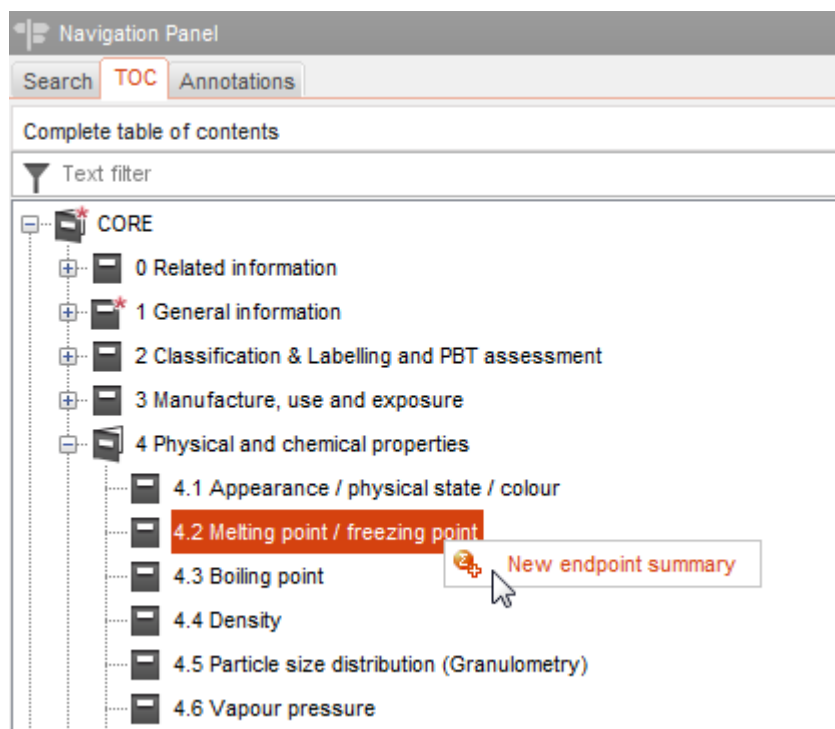 Navigation Panel
Search TOC Annotations
Complete table of contents
Text filter
CORE
0 Related information
1 General information
2 Classification & Labelling and PBT assessment
3 Manufacture, use and exposure
4 Physical and chemical properties
4.1 Appearance / physical state / colour
4.2 Melting point / freezing point
New endpoint summary
4.3 Boiling point
4.4 Density
4.5 Particle size distribution (Granulometry)
4.6 Vapour pressure